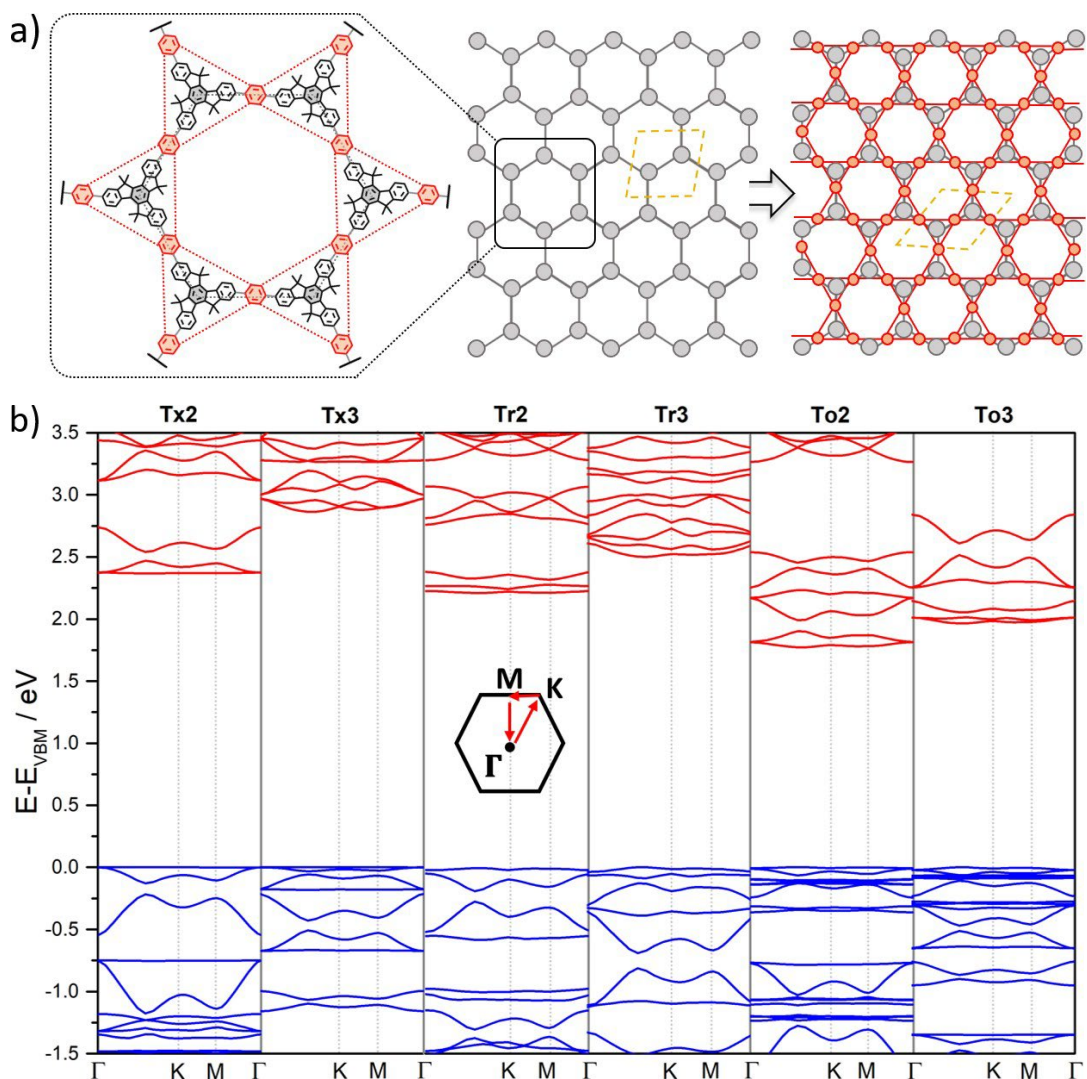 a)
b)
Tx2 Tx3 Tr2 Tr3 To2 To3
3.5
3.0
2.5
2.0
1.5
1.0
0.5
0.0
-0.5
-1.0
-1.5
E-E_VBM / eV
M
K
Γ
Γ K M Γ K M Γ K M Γ K M Γ K M Γ K M Γ